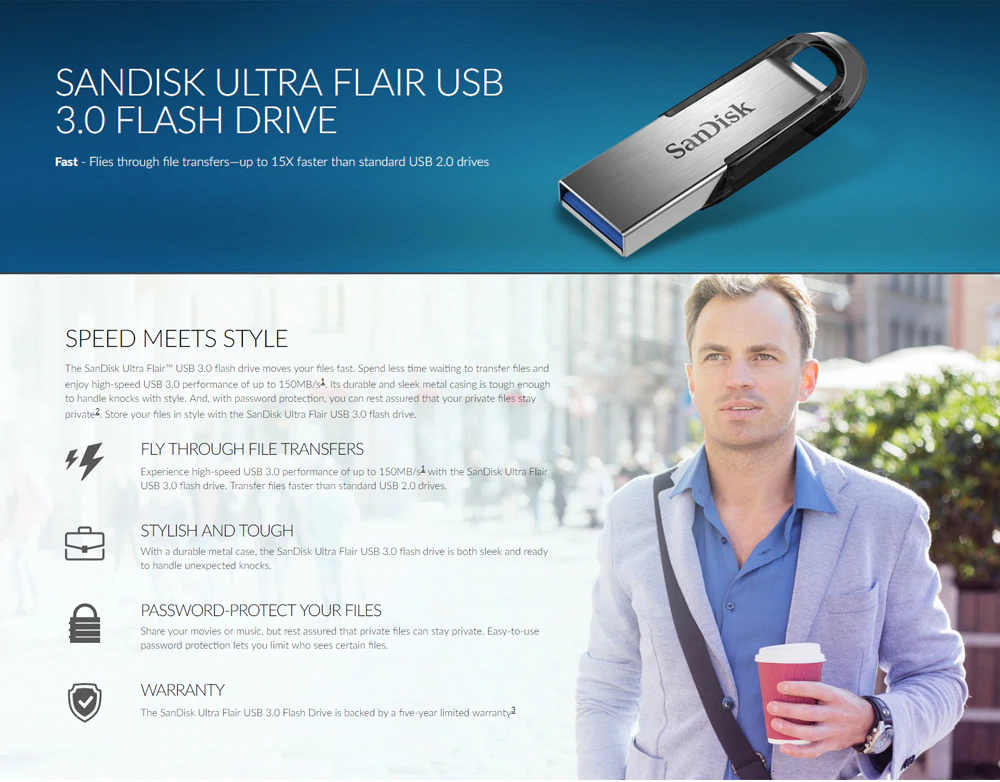 SANDISK ULTRA FLAIR USB
3.0 FLASH DRIVE
Fast - Flies through file transfers—up to 15X faster than standard USB 2.0 drives
SanDisk
SPEED MEETS STYLE
The SanDisk Ultra Flair™ USB 3.0 flash drive moves your files fast. Spend less time waiting to transfer files and
enjoy high-speed USB 3.0 performance of up to 150MB/s1. Its durable and sleek metal casing is tough enough
to handle knocks with style. And, with password protection, you can rest assured that your private files stay
private2. Store your files in style with the SanDisk Ultra Flair USB 3.0 flash drive.
FLY THROUGH FILE TRANSFERS
Experience high-speed USB 3.0 performance of up to 150MB/s1 with the SanDisk Ultra Flair
USB 3.0 flash drive. Transfer files faster than standard USB 2.0 drives.
STYLISH AND TOUGH
With a durable metal case, the SanDisk Ultra Flair USB 3.0 flash drive is both sleek and ready
to handle unexpected knocks.
PASSWORD-PROTECT YOUR FILES
Share your movies or music, but rest assured that private files can stay private. Easy-to-use
password protection lets you limit who sees certain files.
WARRANTY
The SanDisk Ultra Flair USB 3.0 Flash Drive is backed by a five-year limited warranty3